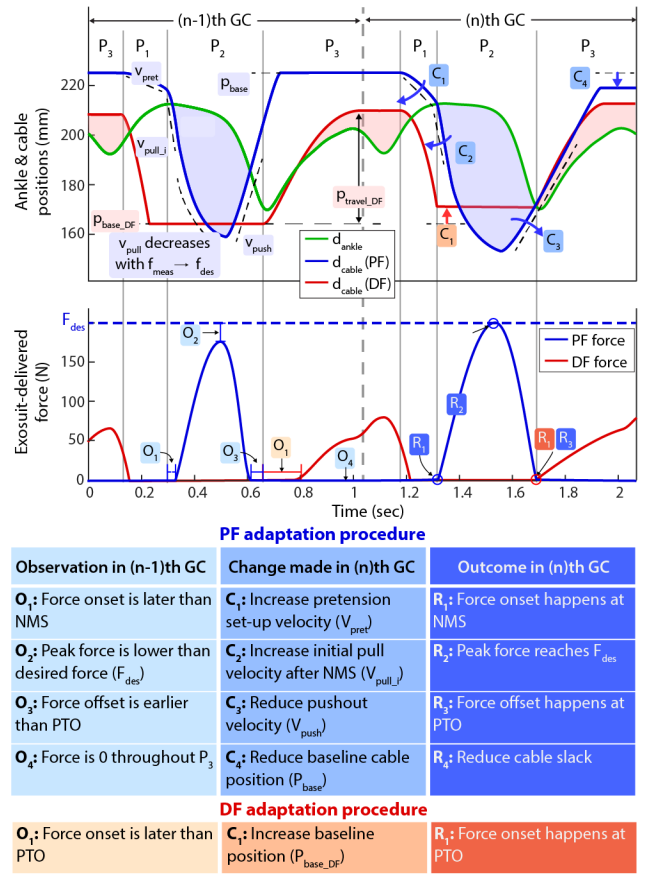 (n-1)th GC
(n)th GC
P3 P1 P2 P3 P1 P2 P3
vpret
pbase
C1
C4
220
200
180
160
Ankle & cable
positions (mm)
vpull_i
C2
ptravel_DF
pbase_DF
vpush
C1
C3
vpull decreases
with fmeas → fdes
dankle
dcable (PF)
dcable (DF)
Fdes
O2
PF force
DF force
150
100
50
0
Exosuit-delivered
force (N)
R2
O1
O3
O1
O4
R1
R1
R3
0 0.2 0.4 0.6 0.8 1 1.2 1.4 1.6 1.8 2
Time (sec)
PF adaptation procedure
Observation in (n-1)th GC
Change made in (n)th GC
Outcome in (n)th GC
O1: Force onset is later than
NMS
C1: Increase pretension
set-up velocity (Vpret)
R1: Force onset happens at
NMS
O2: Peak force is lower than
desired force (Fdes)
C2: Increase initial pull
velocity after NMS (Vpull_i)
R2: Peak force reaches Fdes
O3: Force offset is earlier
than PTO
C3: Reduce pushout
velocity (Vpush)
R3: Force offset happens at
PTO
O4: Force is 0 throughout P3
C4: Reduce baseline cable
position (Pbase)
R4: Reduce cable slack
DF adaptation procedure
O1: Force onset is later than
PTO
C1: Increase baseline
position (Pbase_DF)
R1: Force onset happens at
PTO